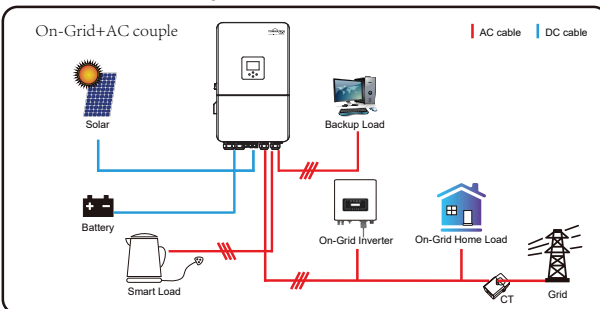 On-Grid+AC couple
AC cable
DC cable
Solar
Backup Load
Battery
On-Grid Inverter
On-Grid Home Load
Smart Load
CT
Grid